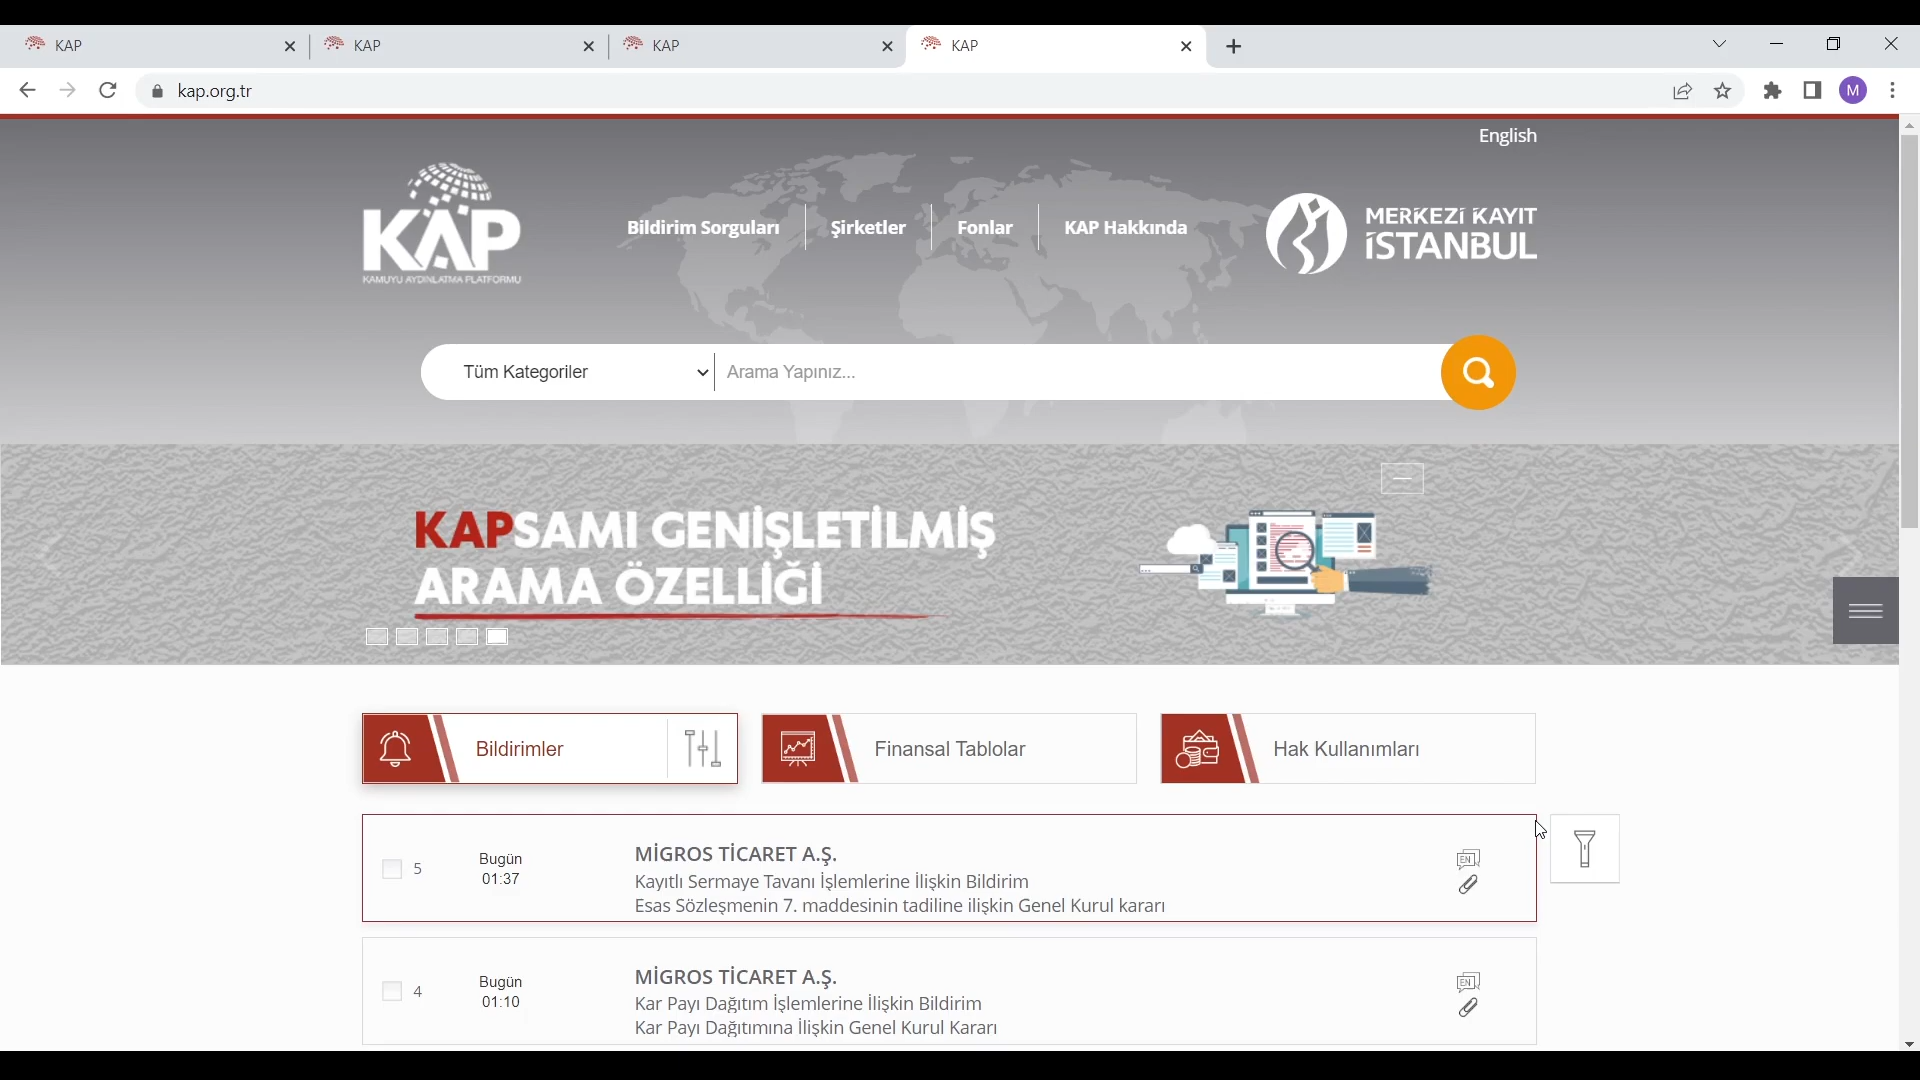 KAP
KAP
KAP
KAP
kap.org.tr
M
English
KAP
KAMUYU AYDINLATMA PLATFORMU
Bildirim Sorguları
Şirketler
Fonlar
KAP Hakkında
MERKEZİ KAYIT
İSTANBUL
Tüm Kategoriler
Arama Yapınız...
KAPSAMI GENİŞLETİLMİŞ
ARAMA ÖZELLİĞİ
Bildirimler
Finansal Tablolar
Hak Kullanımları
5
Bugün
01:37
MİGROS TİCARET A.Ş.
Kayıtlı Sermaye Tavanı İşlemlerine İlişkin Bildirim
Esas Sözleşmenin 7. maddesinin tadiline ilişkin Genel Kurul kararı
EN
4
Bugün
01:10
MİGROS TİCARET A.Ş.
Kar Payı Dağıtım İşlemlerine İlişkin Bildirim
Kar Payı Dağıtımına İlişkin Genel Kurul Kararı
EN